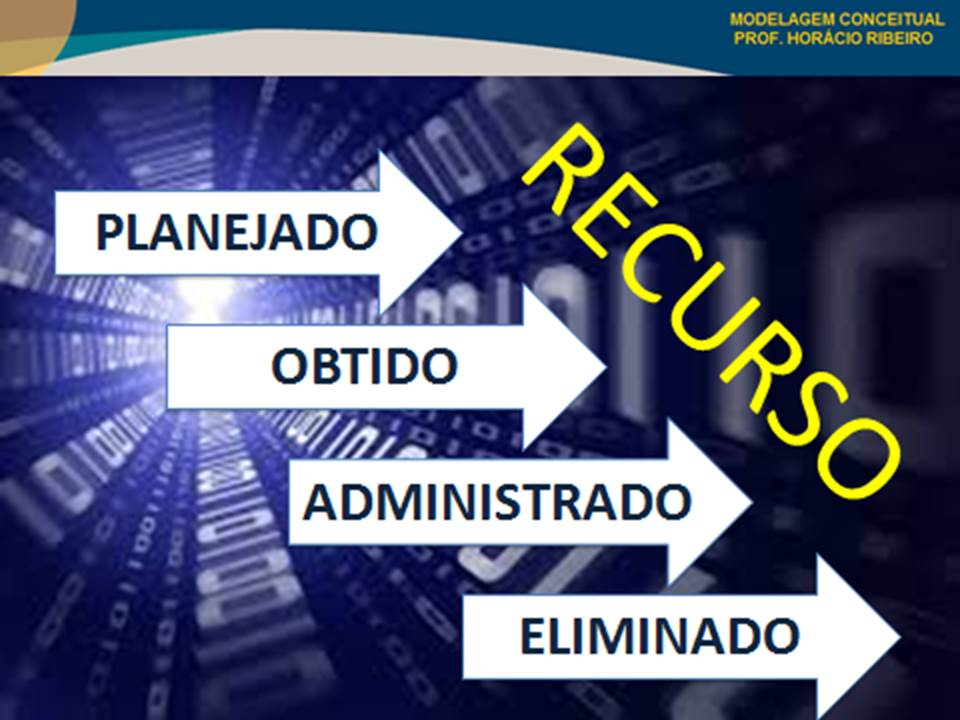 MODELAGEM CONCEITUAL
PROF. HORÁCIO RIBEIRO
RECURSO
PLANEJADO
OBTIDO
ADMINISTRADO
ELIMINADO